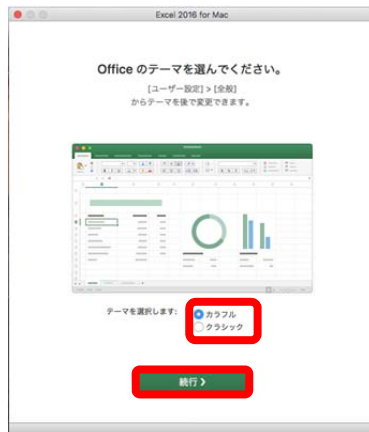 Excel 2016 for Mac
Office のテーマを選んでください。
[ユーザー設定] > [全般]
からテーマを後で変更できます。
テーマを選択します:
カラフル
クラシック
続行 >